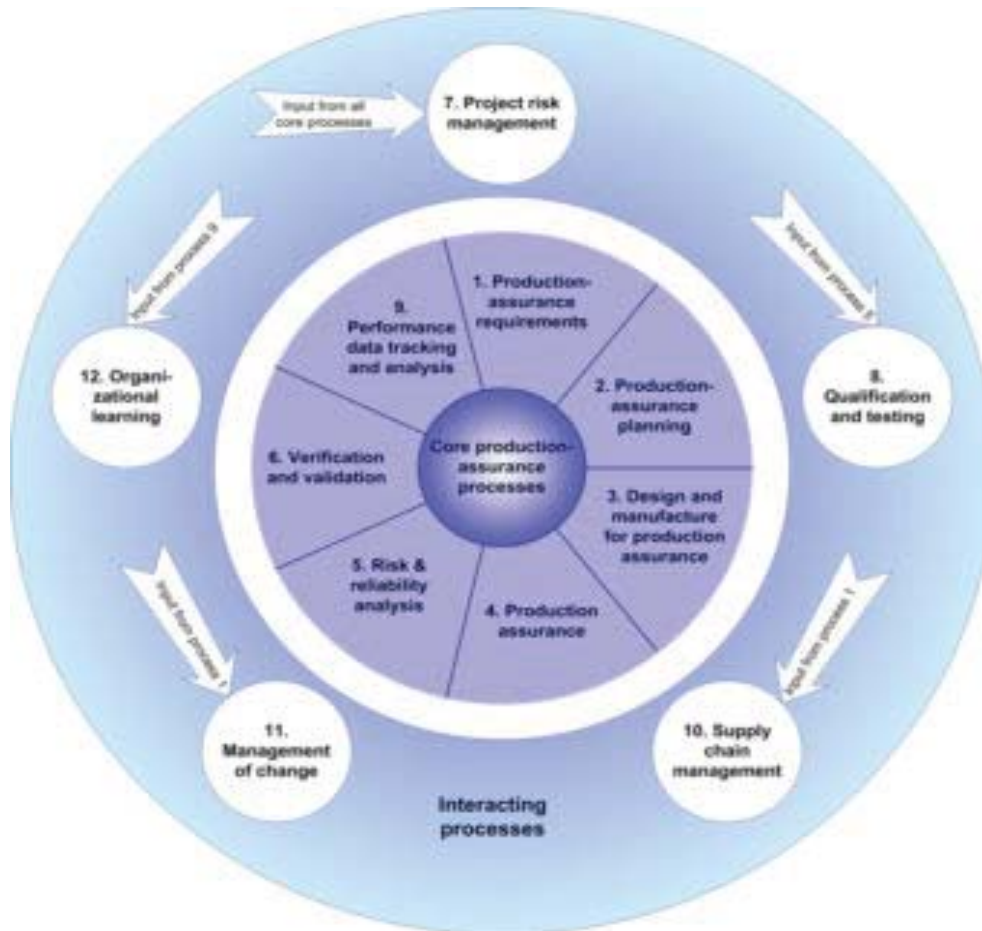 Input from all
core processes
7. Project risk
management
Input from process 9
Input from process 5
12. Organi-
zational
learning
8.
Qualification
and testing
9.
Performance
data tracking
and analysis
1. Production-
assurance
requirements
2. Production-
assurance
planning
Core production-
assurance
processes
6. Verification
and validation
3. Design and
manufacture
for production
assurance
5. Risk &
reliability
analysis
4. Production
assurance
Input from process 1
Input from process 1
11.
Management
of change
10. Supply
chain
management
Interacting
processes